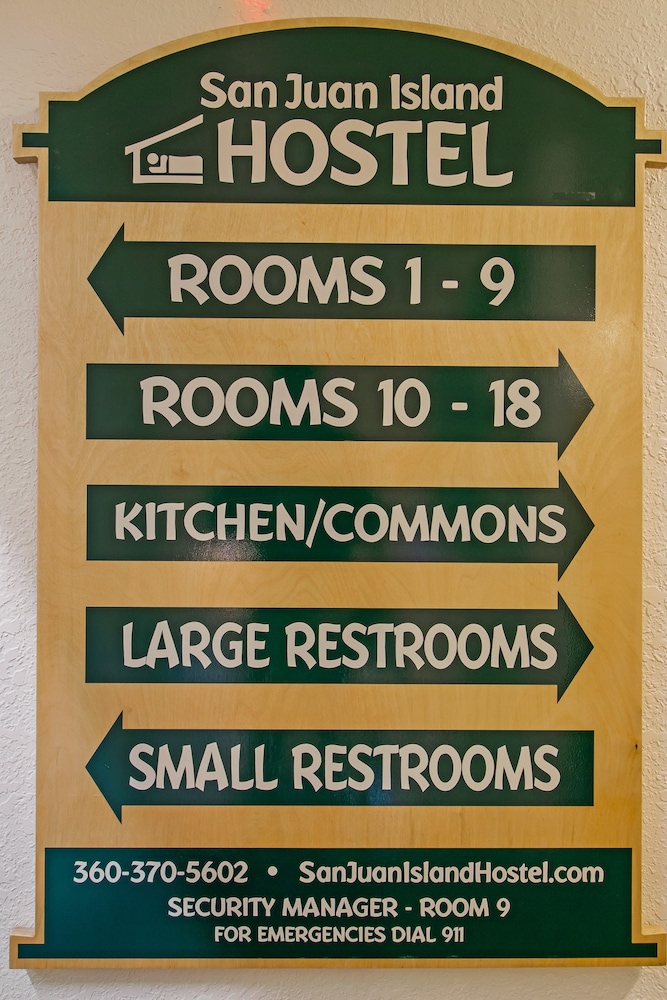 San Juan Island
HOSTEL
ROOMS 1 - 9
ROOMS 10 - 18
KITCHEN/COMMONS
LARGE RESTROOMS
SMALL RESTROOMS
360-370-5602 • SanJuanIslandHostel.com
SECURITY MANAGER - ROOM 9
FOR EMERGENCIES DIAL 911